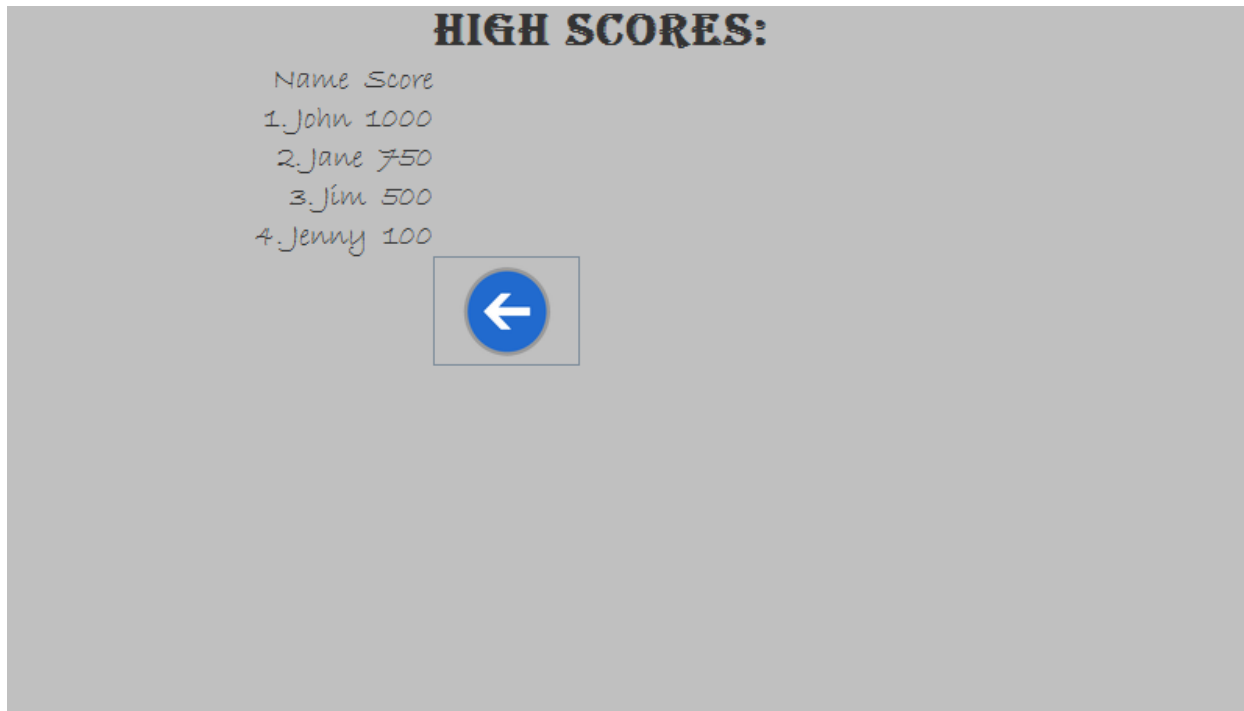 HIGH SCORES:
Name Score
1. John 1000
2. Jane 750
3. Jim 500
4. Jenny 100